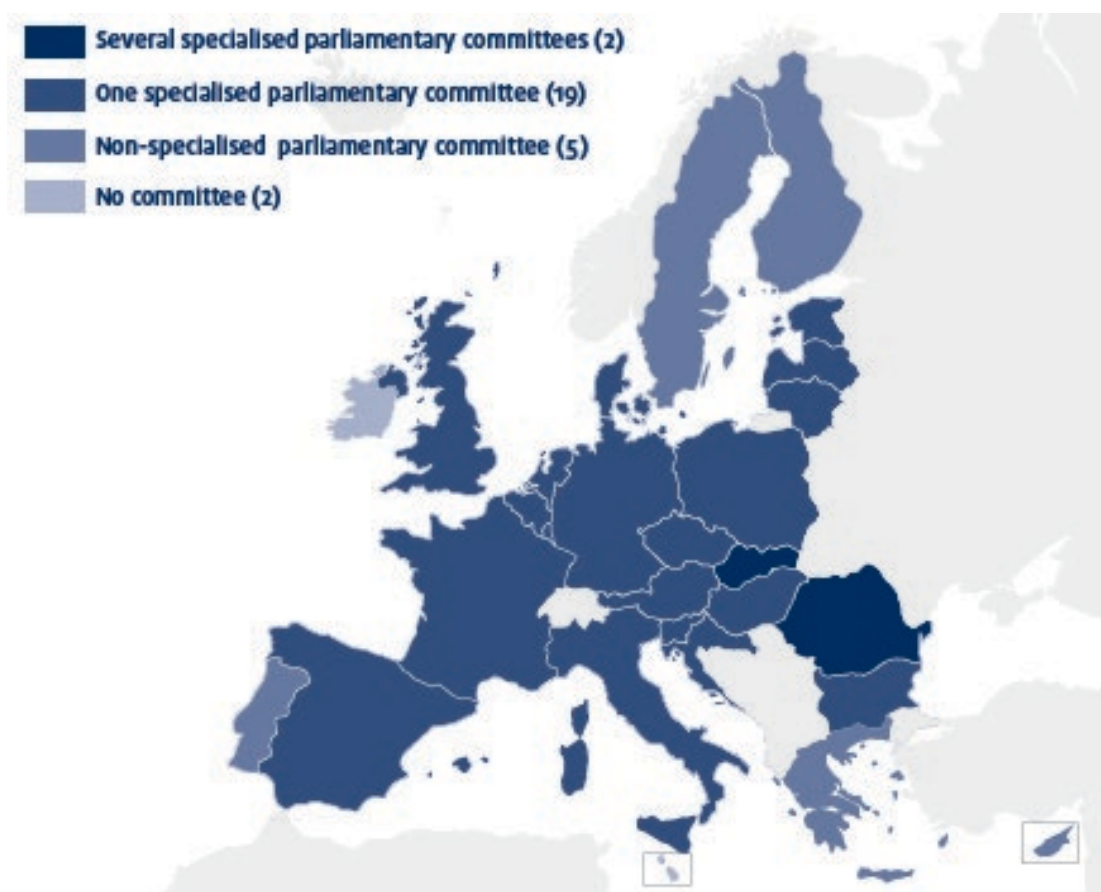 Several specialised parliamentary committees (2)
One specialised parliamentary committee (19)
Non-specialised parliamentary committee (5)
No committee (2)